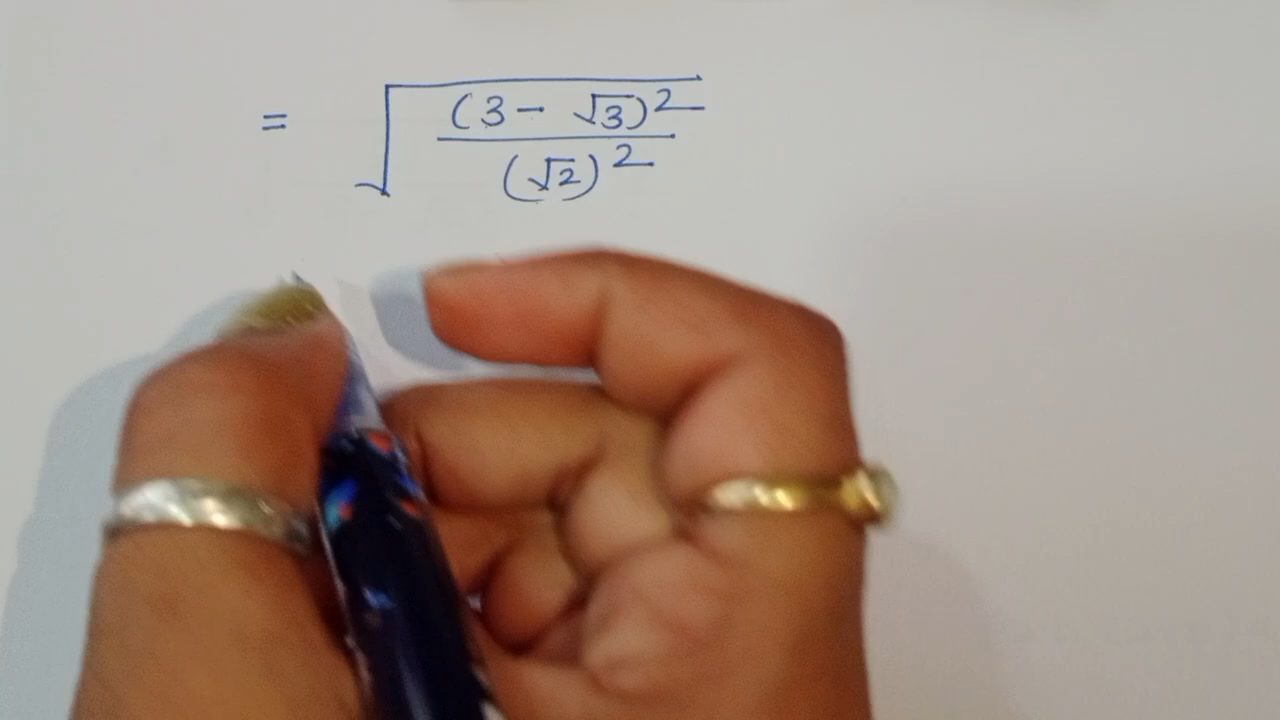 = √((3 - √3)² / (√2)²)